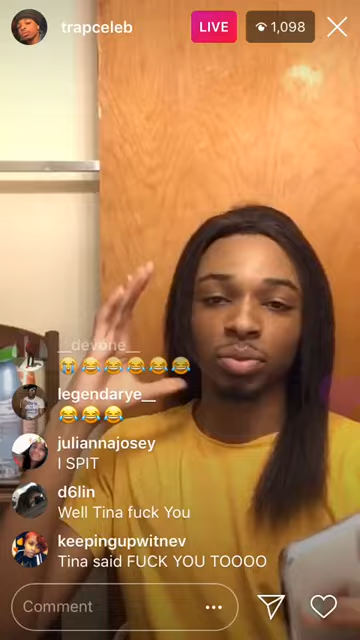 trapceleb
LIVE
1,098
__devone__
😭😂😂😂😂😂
legendarye__
😂😂😂
juliannajosey
I SPIT
d6lin
Well Tina fuck You
keepingupwitnev
Tina said FUCK YOU TOOOO
Comment